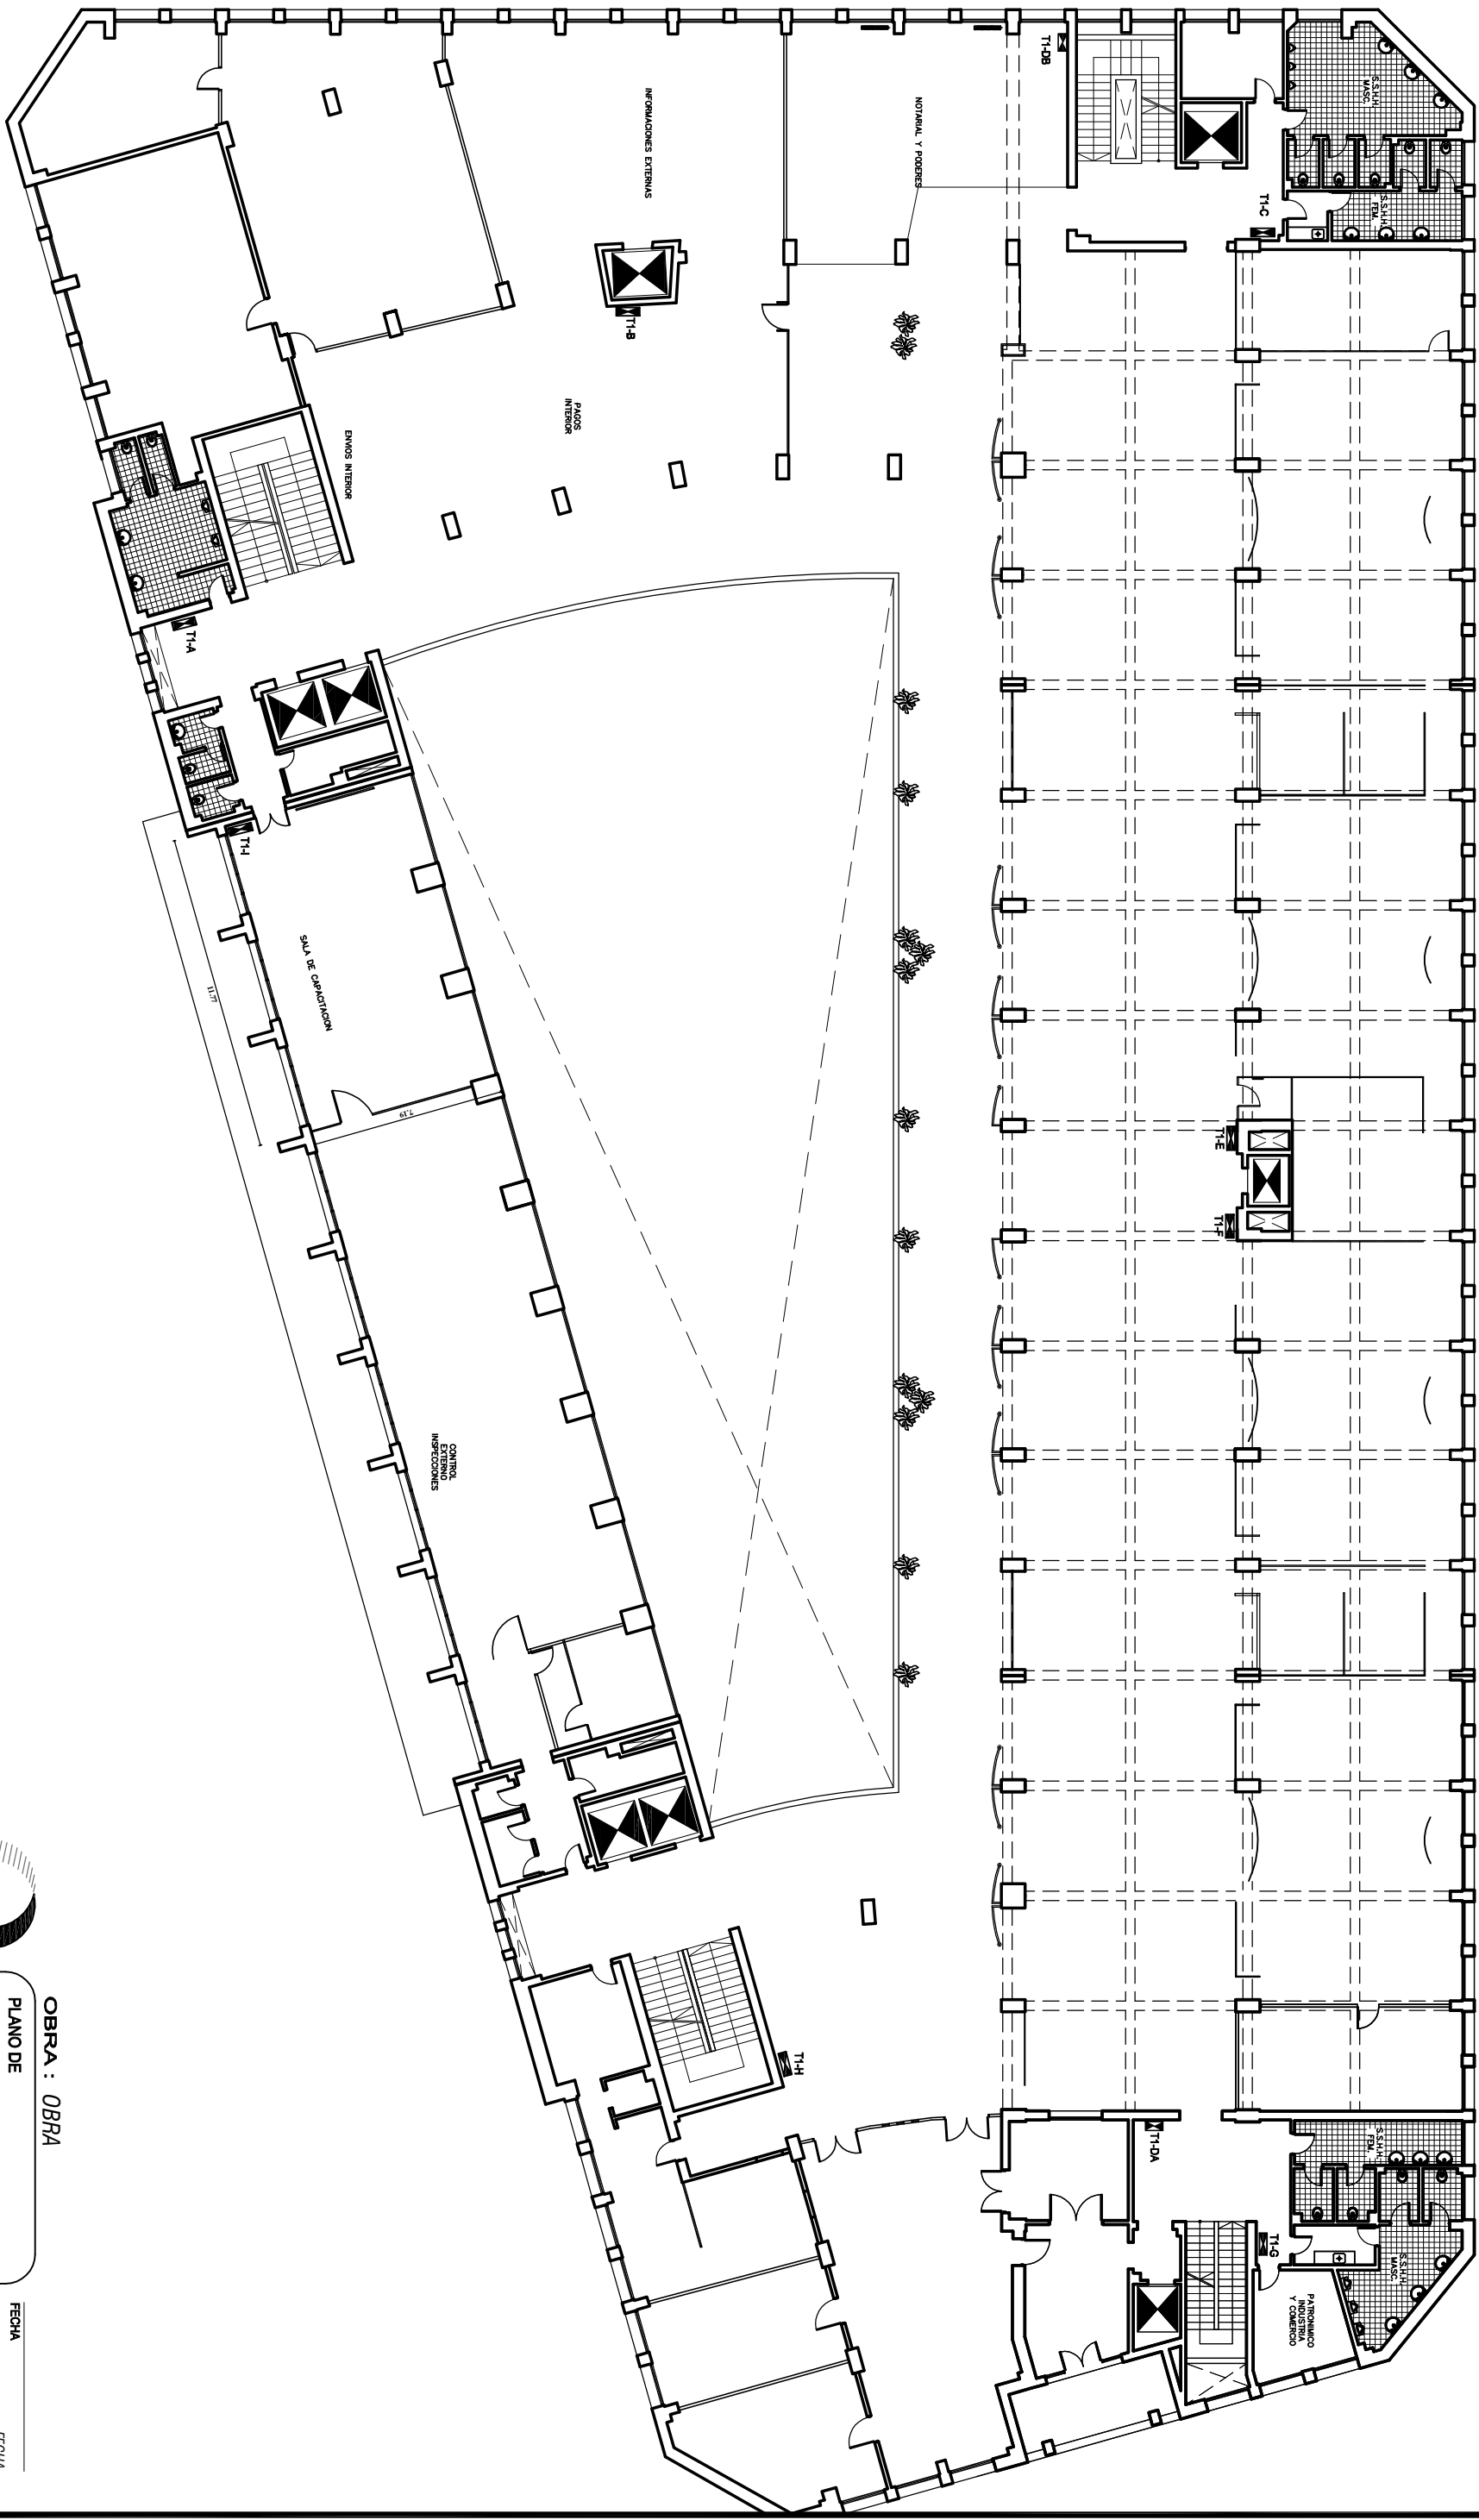 S.S.H.H.
MASC.
T1-DB
INFORMACIONES EXTERNAS
NOTARIAL Y PODERES
T1-C
S.S.H.H.
FEM.
T1-B
PAGOS
INTERIOR
ENVIOS INTERIOR
T1-A
T1-I
SALA DE CAPACITACION
11.77
7.19
T1-E
T1-F
CONTROL
EXTERNO
INSPECCIONES
T1-H
T1-DA
S.S.H.H.
FEM.
T1-G
S.S.H.H.
MASC.
PATRONIMICO
INDUSTRIA
Y COMERCIO
OBRA : OBRA
PLANO DE
FECHA